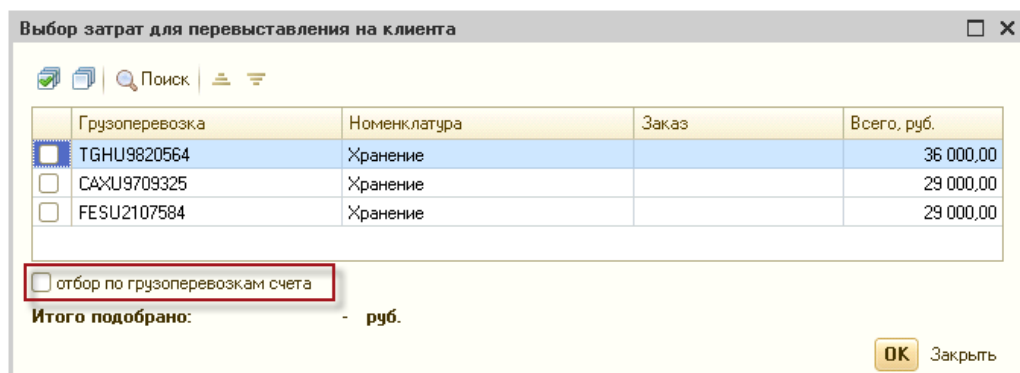 Выбор затрат для перевыставления на клиента
Поиск
Грузоперевозка Номенклатура Заказ Всего, руб.
TGHU9820564 Хранение 36 000,00
CAXU9709325 Хранение 29 000,00
FESU2107584 Хранение 29 000,00
отбор по грузоперевозкам счета
Итого подобрано: - руб.
OK Закрыть